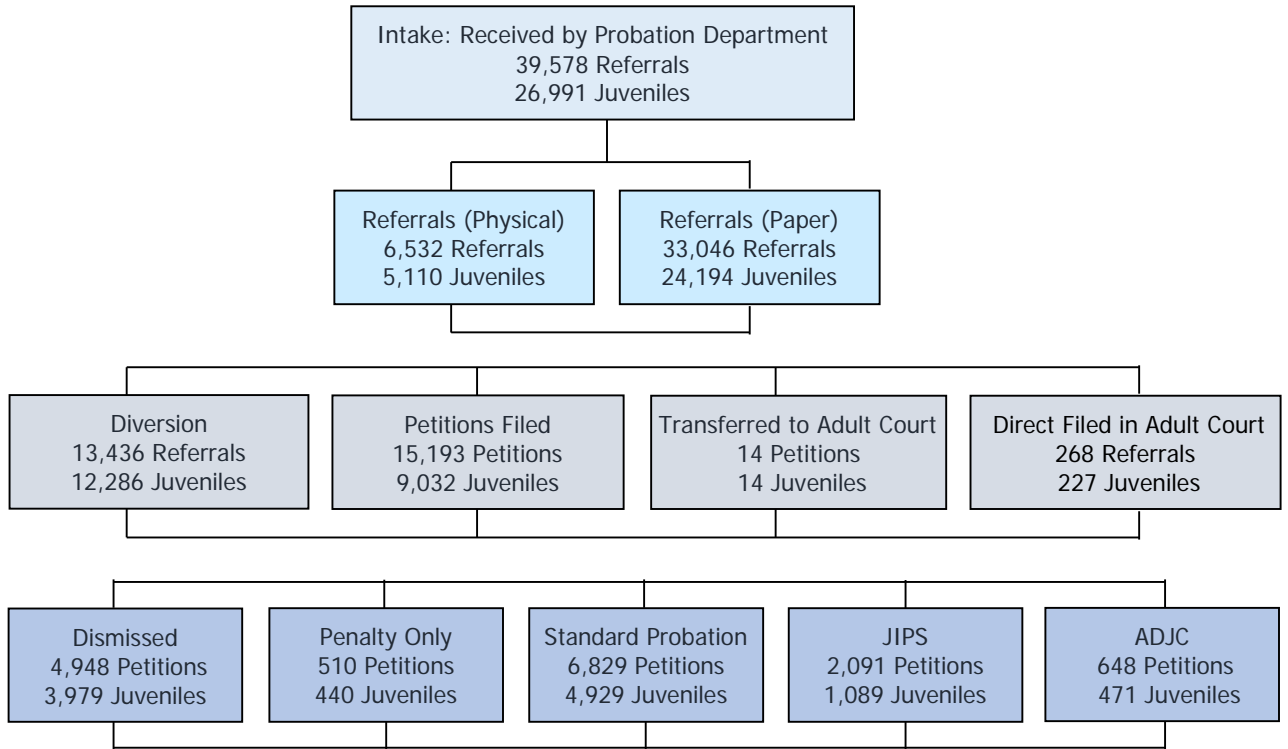 Intake: Received by Probation Department
39,578 Referrals
26,991 Juveniles
Referrals (Physical)
6,532 Referrals
5,110 Juveniles
Referrals (Paper)
33,046 Referrals
24,194 Juveniles
Diversion
13,436 Referrals
12,286 Juveniles
Petitions Filed
15,193 Petitions
9,032 Juveniles
Transferred to Adult Court
14 Petitions
14 Juveniles
Direct Filed in Adult Court
268 Referrals
227 Juveniles
Dismissed
4,948 Petitions
3,979 Juveniles
Penalty Only
510 Petitions
440 Juveniles
Standard Probation
6,829 Petitions
4,929 Juveniles
JIPS
2,091 Petitions
1,089 Juveniles
ADJC
648 Petitions
471 Juveniles